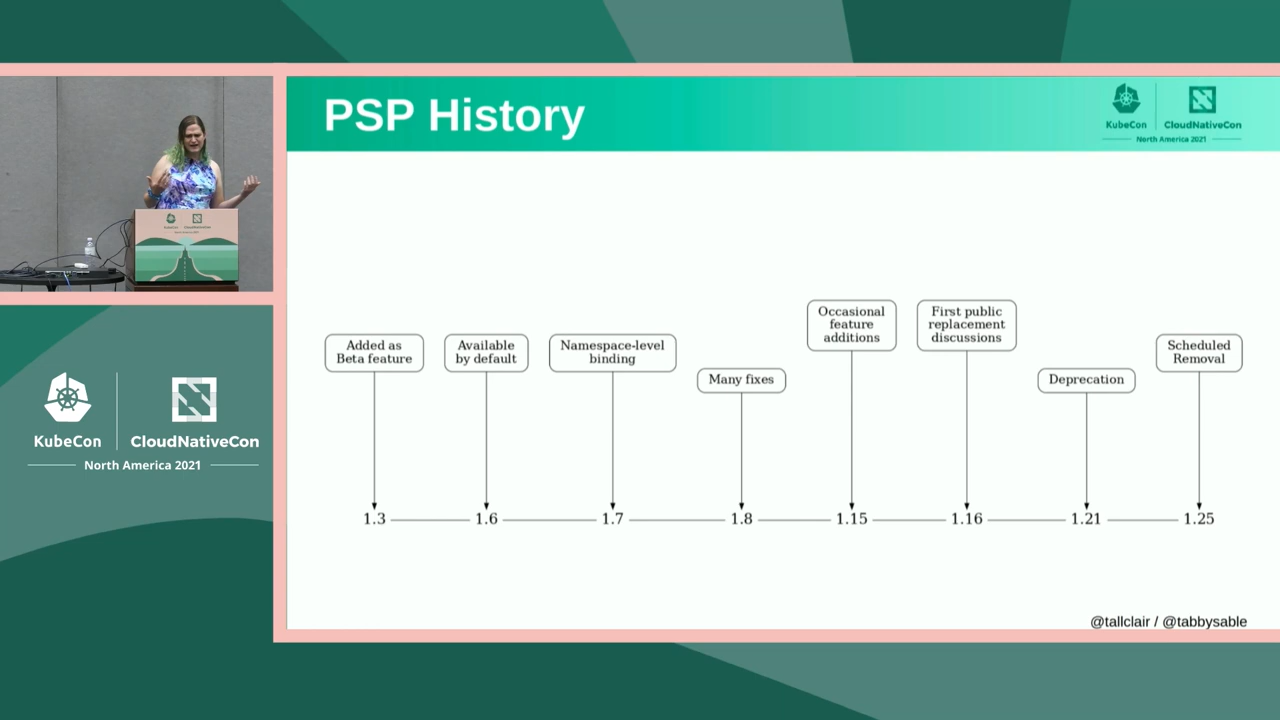 PSP History
KubeCon
CloudNativeCon
North America 2021
Added as
Beta feature
Available
by default
Namespace-level
binding
Many fixes
Occasional
feature
additions
First public
replacement
discussions
Deprecation
Scheduled
Removal
1.3
1.6
1.7
1.8
1.15
1.16
1.21
1.25
@tallclair / @tabbysable
KubeCon
CloudNativeCon
North America 2021